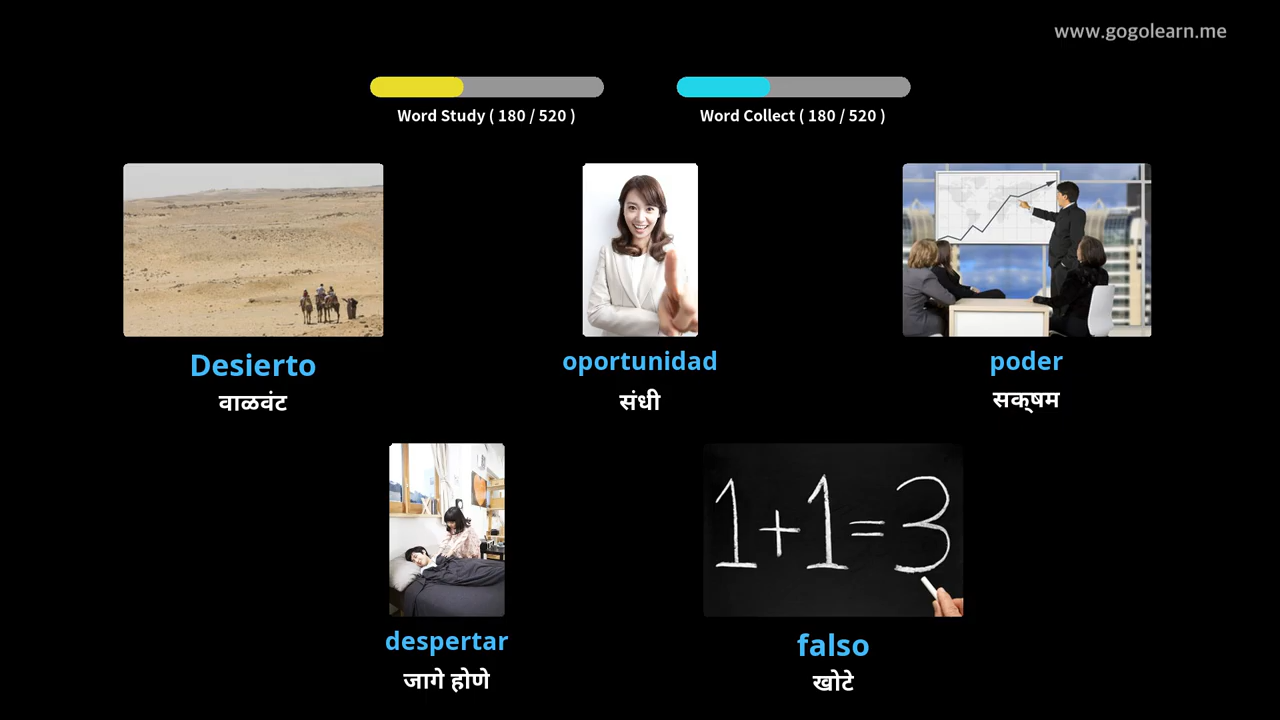 www.gogolearn.me
Word Study ( 180 / 520 )
Word Collect ( 180 / 520 )
Desierto
वाळवंट
oportunidad
संधी
poder
सक्षम
1+1=3
despertar
जागे होणे
falso
खोटे